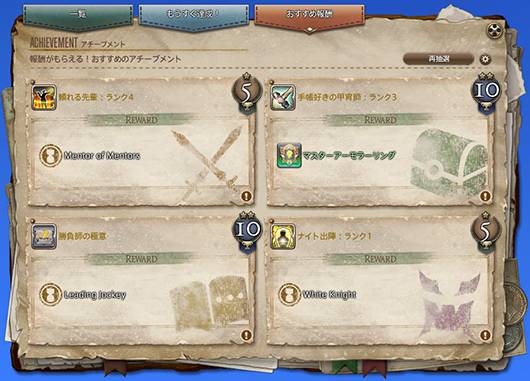 一覧
もうすぐ達成！
おすすめ報酬
ACHIEVEMENT アチーブメント
報酬がもらえる！おすすめのアチーブメント
再抽選
頼れる先輩：ランク4
5
REWARD
Mentor of Mentors
手帳好きの甲冑師：ランク3
10
REWARD
マスターアーモラーリング
勝負師の極意
10
REWARD
Leading Jockey
ナイト出陣：ランク1
5
REWARD
White Knight